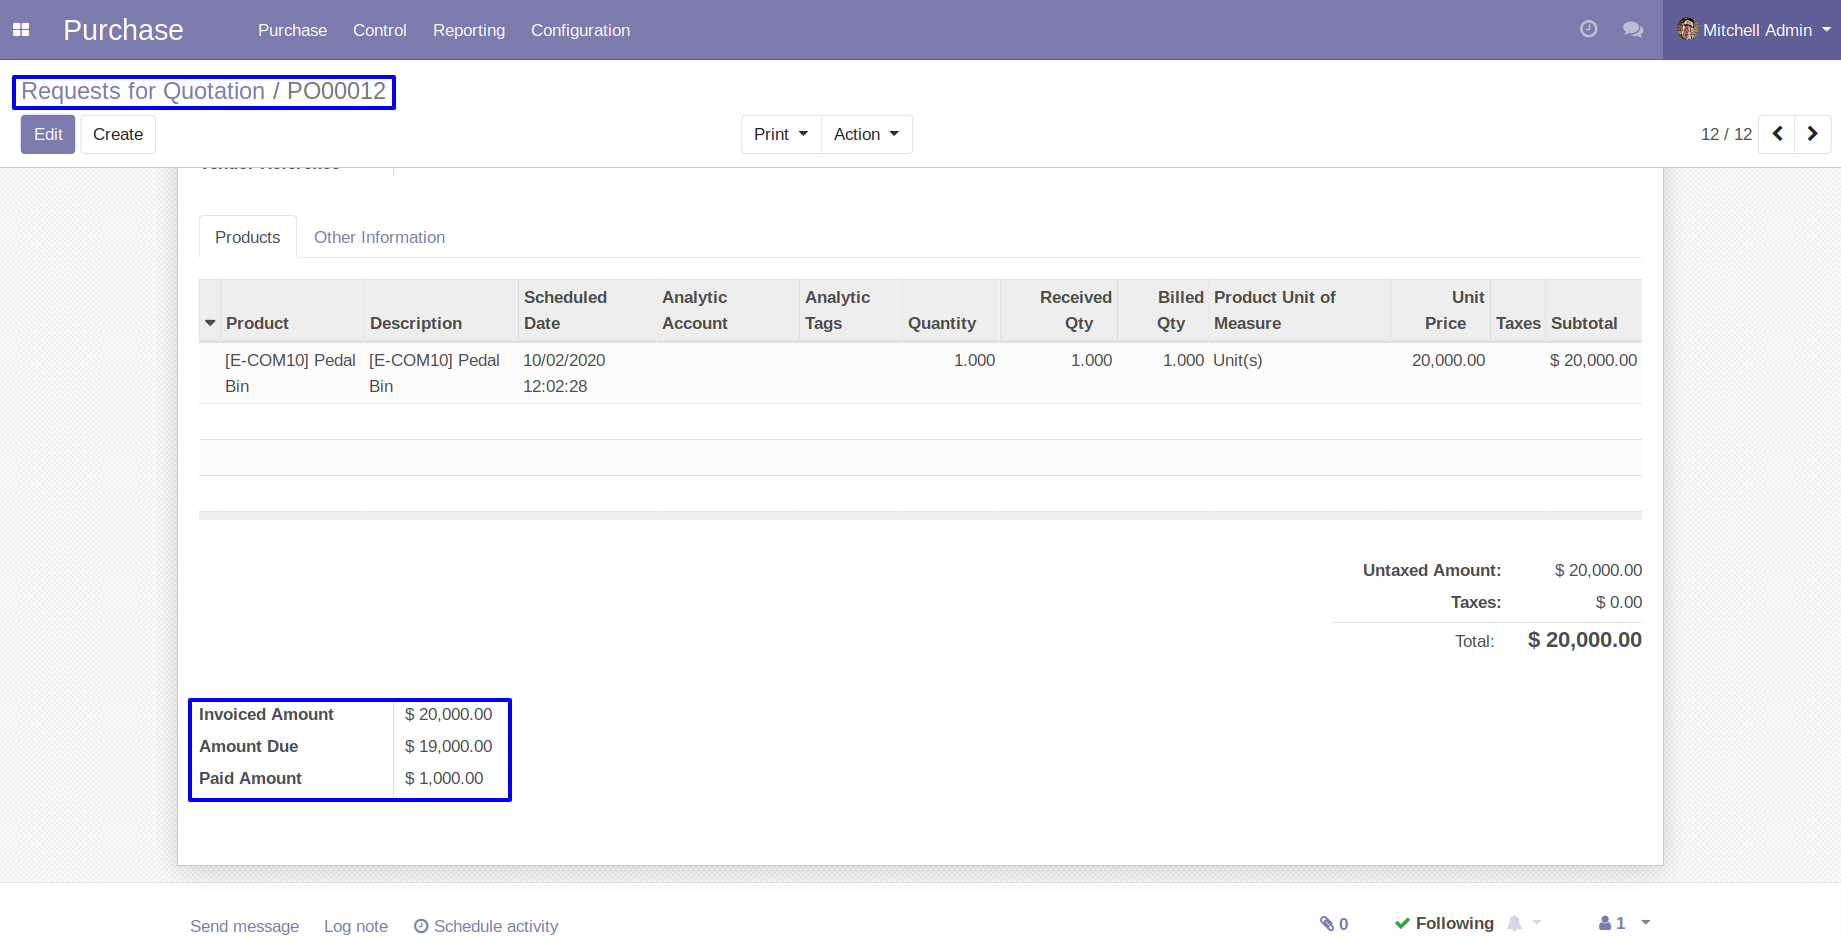 Purchase Purchase Control Reporting Configuration Mitchell Admin
Requests for Quotation / PO00012
Edit Create Print Action 12 / 12
Products Other Information
Scheduled Analytic Analytic Received Billed Product Unit of Unit
Product Description Date Account Tags Quantity Qty Qty Measure Price Taxes Subtotal
[E-COM10] Pedal [E-COM10] Pedal 10/02/2020 1.000 1.000 1.000 Unit(s) 20,000.00 $ 20,000.00
Bin Bin 12:02:28
Untaxed Amount: $ 20,000.00
Taxes: $ 0.00
Total: $ 20,000.00
Invoiced Amount $ 20,000.00
Amount Due $ 19,000.00
Paid Amount $ 1,000.00
Send message Log note Schedule activity 0 Following 1